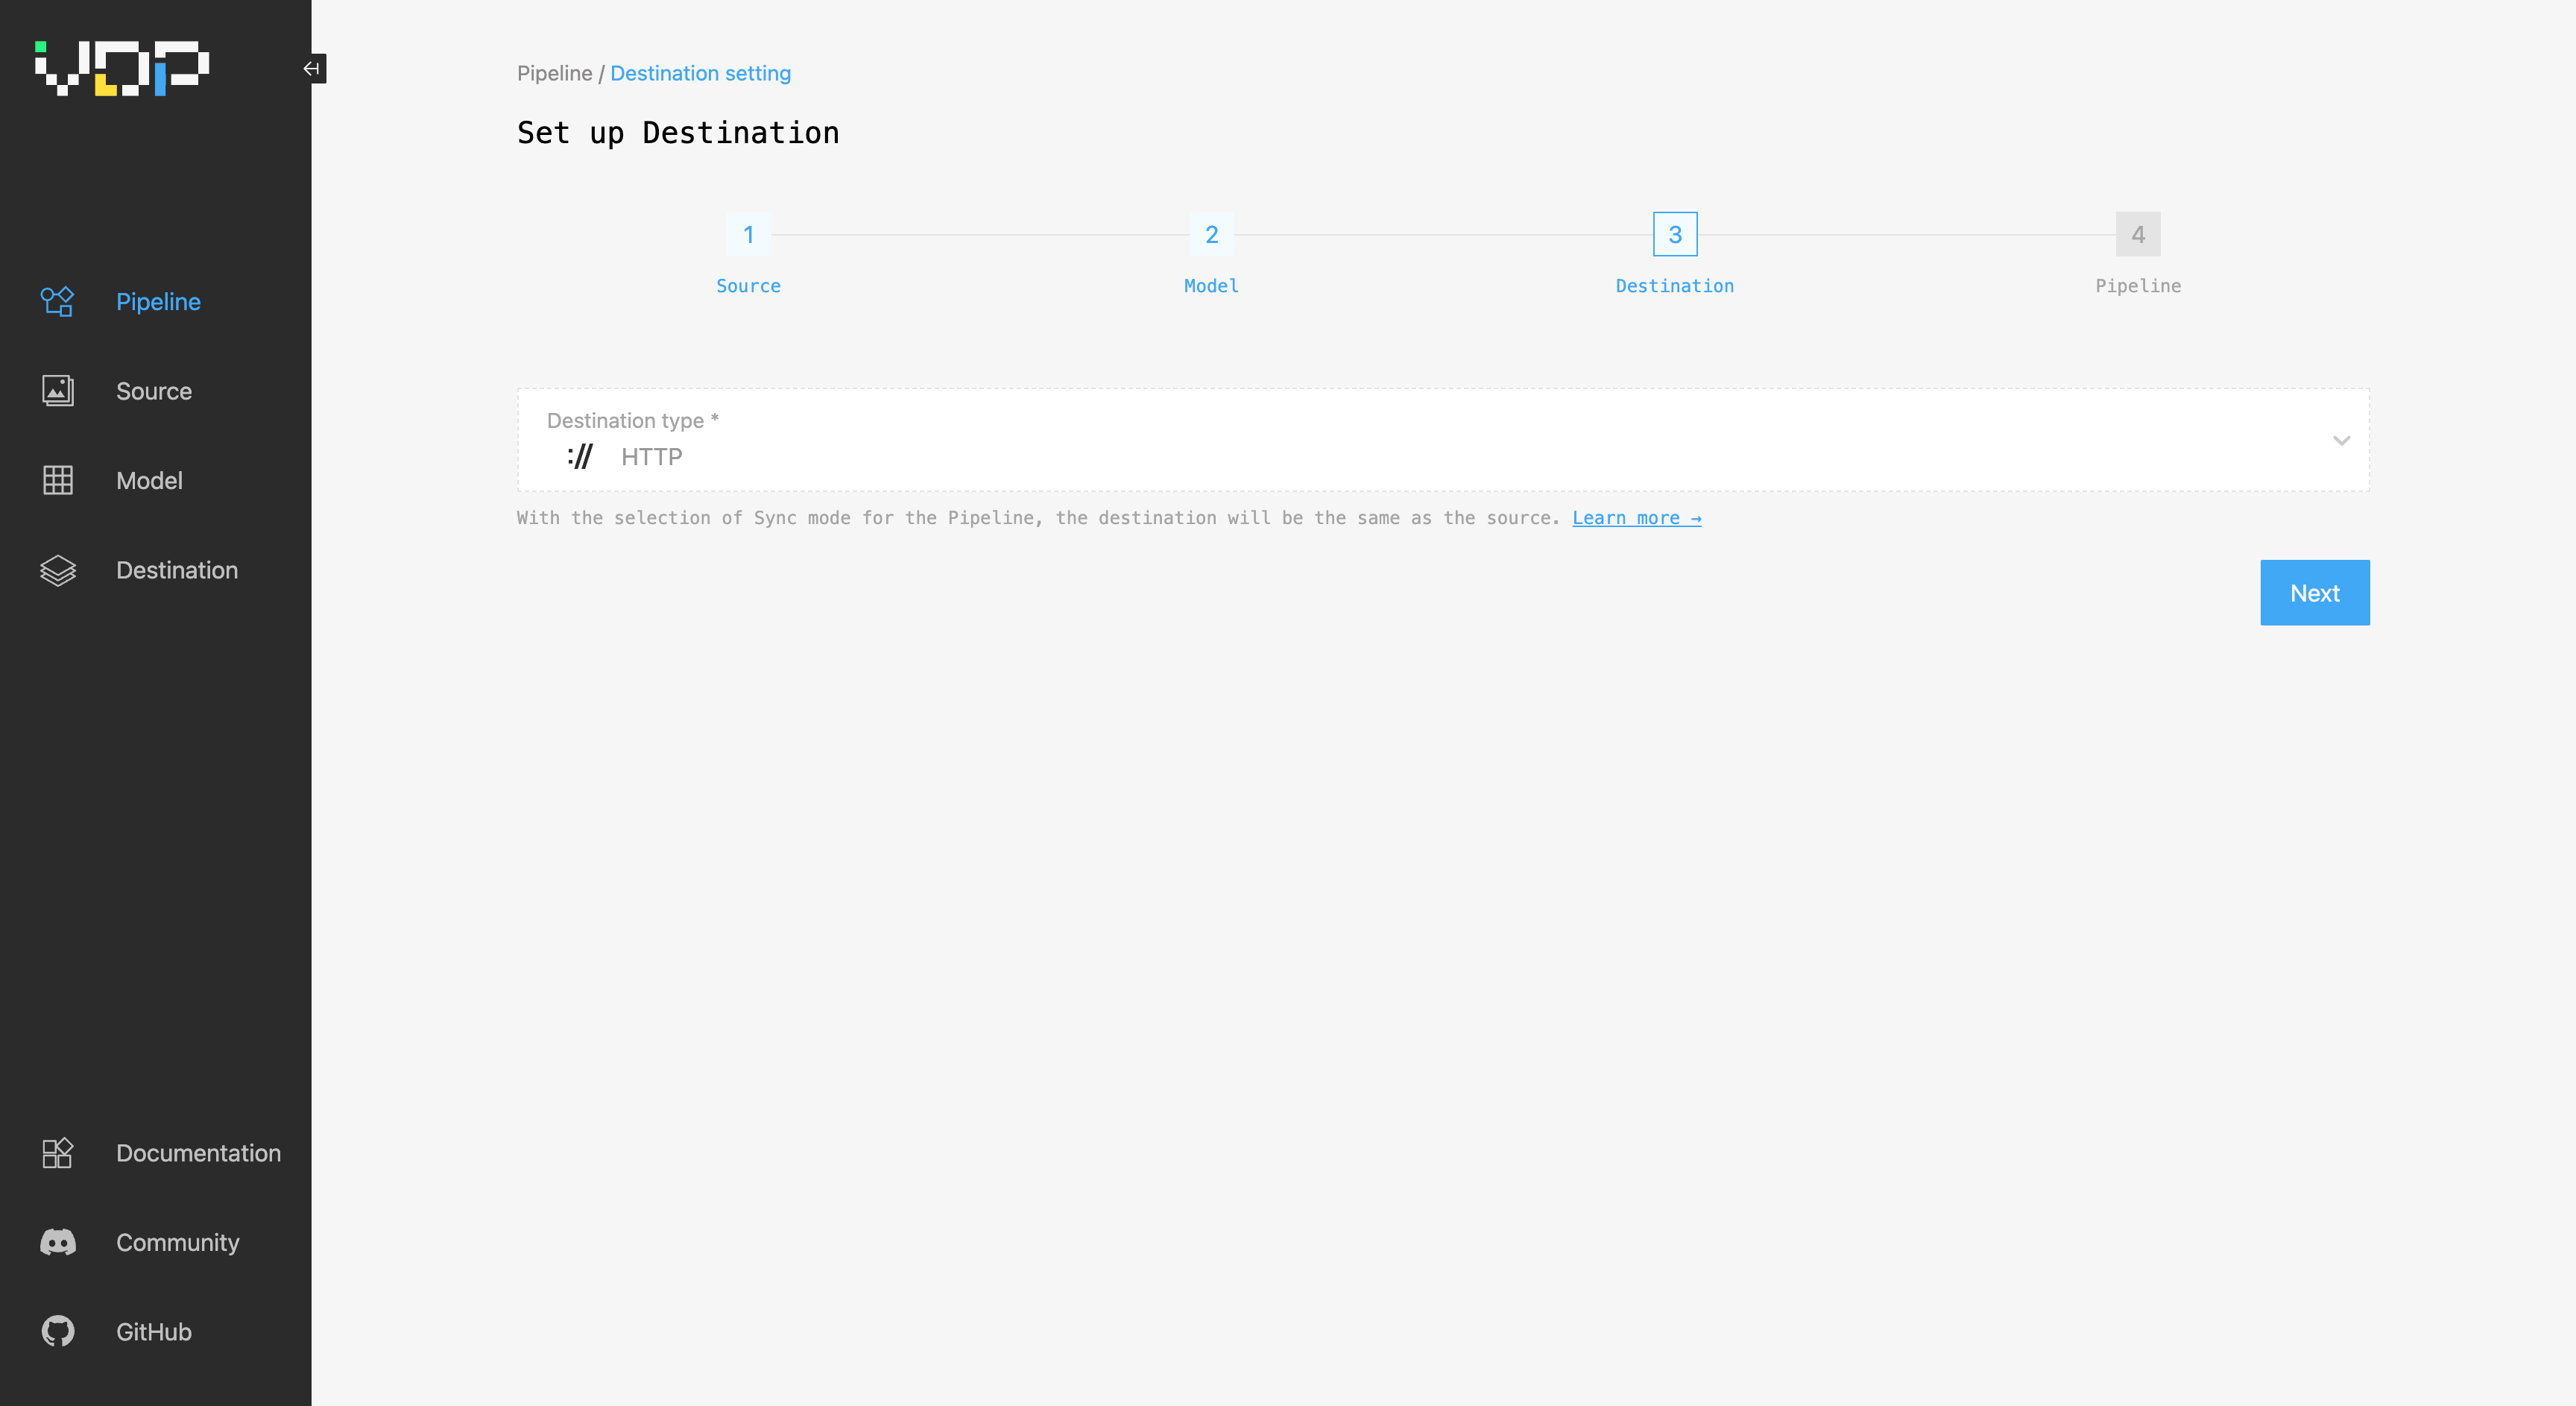 VDP
Pipeline
Source
Model
Destination
Documentation
Community
GitHub
Pipeline / Destination setting
Set up Destination
1
2
3
4
Source
Model
Destination
Pipeline
Destination type *
:// HTTP
With the selection of Sync mode for the Pipeline, the destination will be the same as the source. Learn more →
Next